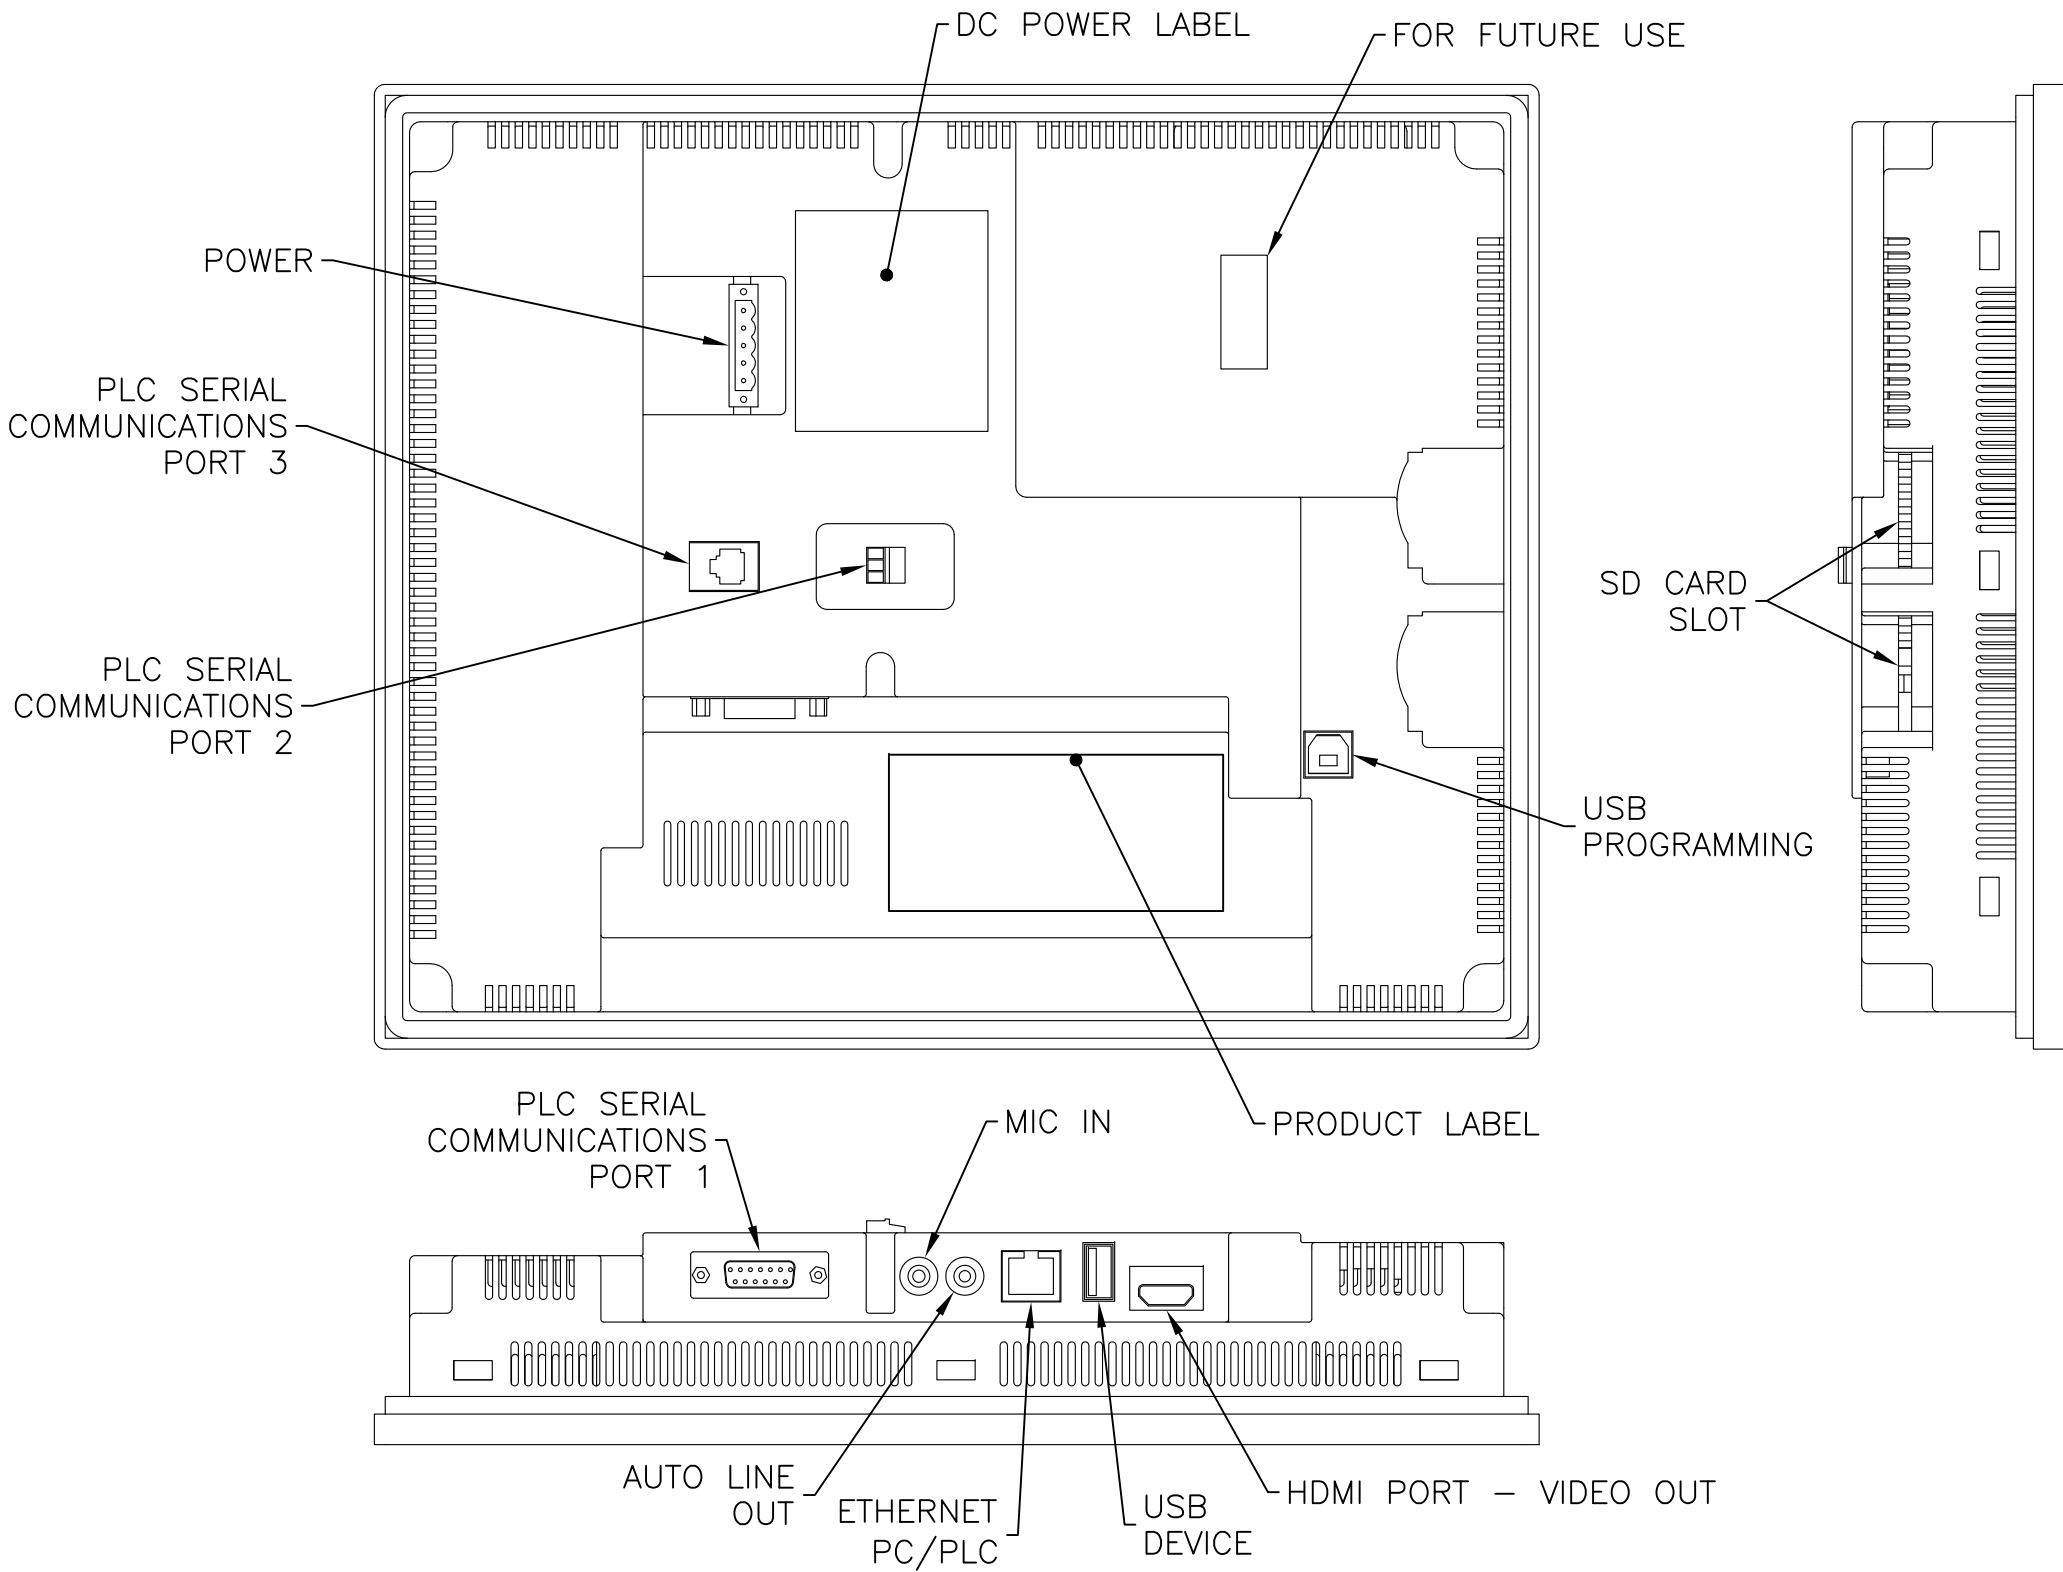 DC POWER LABEL
FOR FUTURE USE
POWER
PLC SERIAL
COMMUNICATIONS
PORT 3
SD CARD
SLOT
PLC SERIAL
COMMUNICATIONS
PORT 2
USB
PROGRAMMING
PLC SERIAL
COMMUNICATIONS
PORT 1
MIC IN
PRODUCT LABEL
AUTO LINE
OUT
ETHERNET
PC/PLC
USB
DEVICE
HDMI PORT – VIDEO OUT